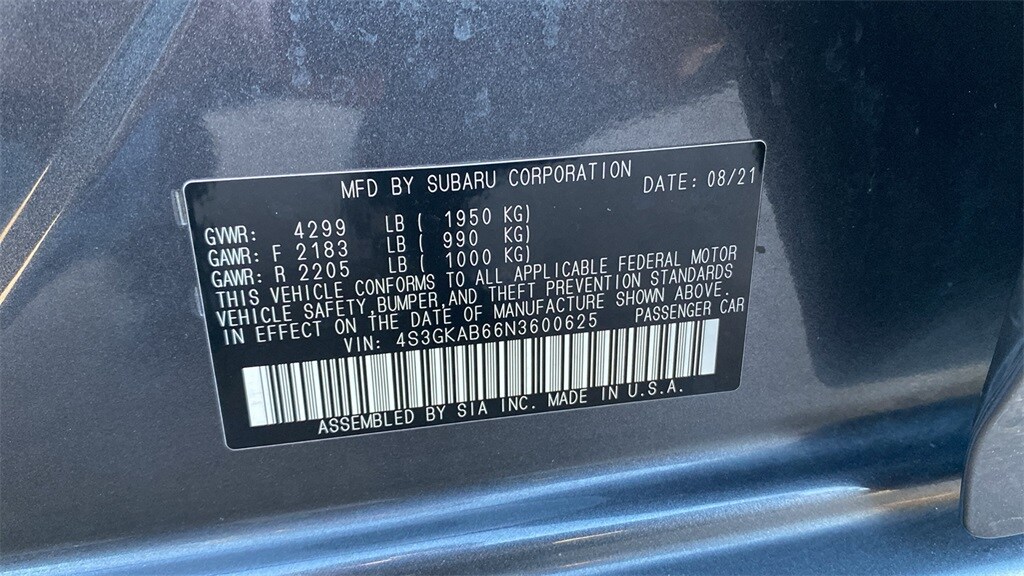 MFD BY SUBARU CORPORATION DATE: 08/21
GVWR: 4299 LB ( 1950 KG)
GAWR: F 2183 LB ( 990 KG)
GAWR: R 2205 LB ( 1000 KG)
THIS VEHICLE CONFORMS TO ALL APPLICABLE FEDERAL MOTOR
VEHICLE SAFETY,BUMPER,AND THEFT PREVENTION STANDARDS
IN EFFECT ON THE DATE OF MANUFACTURE SHOWN ABOVE.
VIN: 4S3GKAB66N3600625 PASSENGER CAR
ASSEMBLED BY SIA INC. MADE IN U.S.A.